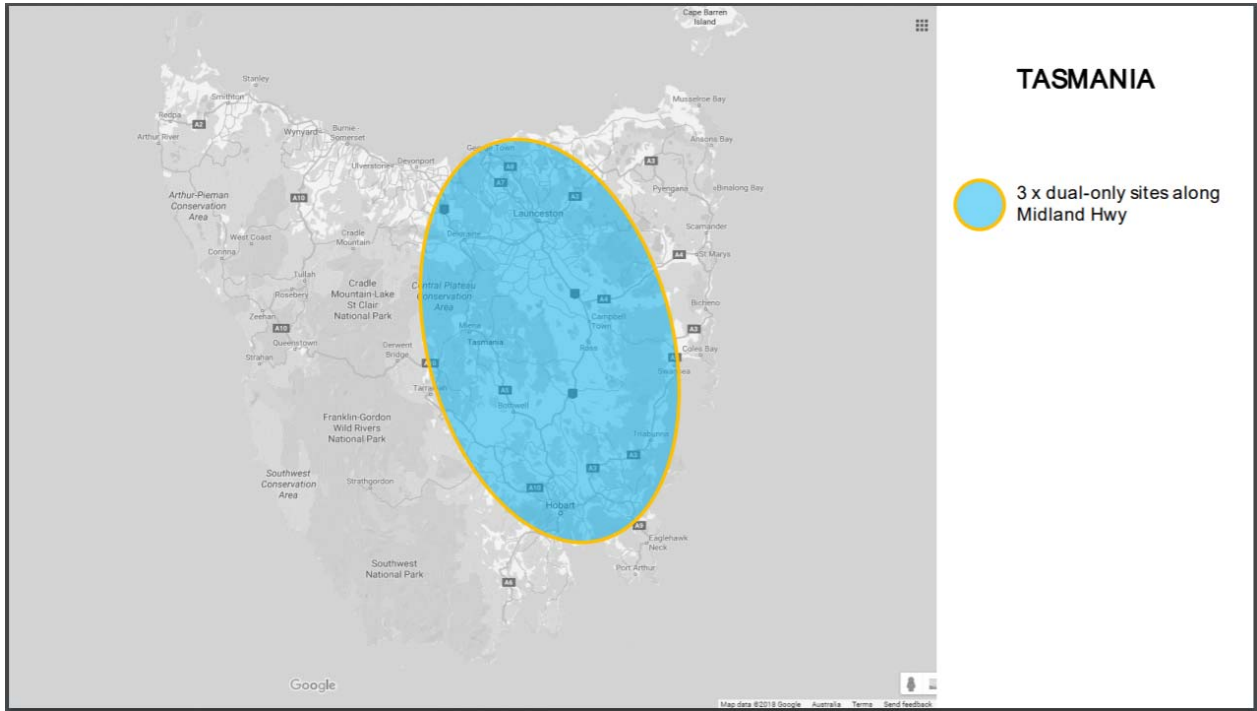 Cape Barren
Island
TASMANIA
Stanley
Smithton
Musselroe Bay
Redpa
A2
Arthur River
Wynyard
Burnie-
Somerset
Ansons Bay
George Town
Ulverstone
Devonport
A8
A3
A7
Pyengana
Binalong Bay
3 x dual-only sites along
Midland Hwy
Arthur-Pieman
Conservation
Area
A10
Launceston
Scamander
West Coast
Cradle
Mountain
Deloraine
Corinna
A4
St Marys
Tullah
Rosebery
Cradle
Mountain-Lake
St Clair
National Park
Central Plateau
Conservation
Area
A4
Bicheno
Zeehan
Campbell
Town
A10
Miena
A3
Queenstown
Tasmania
Derwent
Bridge
Ross
Coles Bay
Strahan
Swansea
Tarraleah
A5
Bothwell
Franklin-Gordon
Wild Rivers
National Park
Triabunna
A3
Southwest
Conservation
Area
Strathgordon
A10
Hobart
A9
Eaglehawk
Neck
Southwest
National Park
Port Arthur
A6
Google
Map data ©2018 Google Australia Terms Send feedback